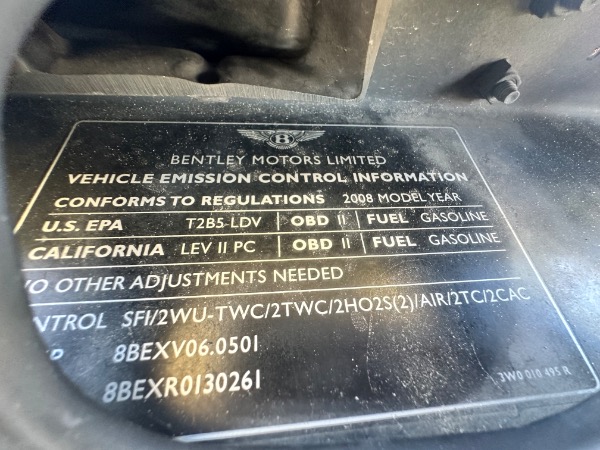 B
BENTLEY MOTORS LIMITED
VEHICLE EMISSION CONTROL INFORMATION
CONFORMS TO REGULATIONS 2008 MODEL YEAR
U.S. EPA T2B5-LDV OBD II FUEL GASOLINE
CALIFORNIA LEV II PC OBD II FUEL GASOLINE
OTHER ADJUSTMENTS NEEDED
SFI/2WU-TWC/2TWC/2HO2S(2)/AIR/2TC/2CAC
8BEXV06.0501
8BEXR0130261
3W0 010 495 R